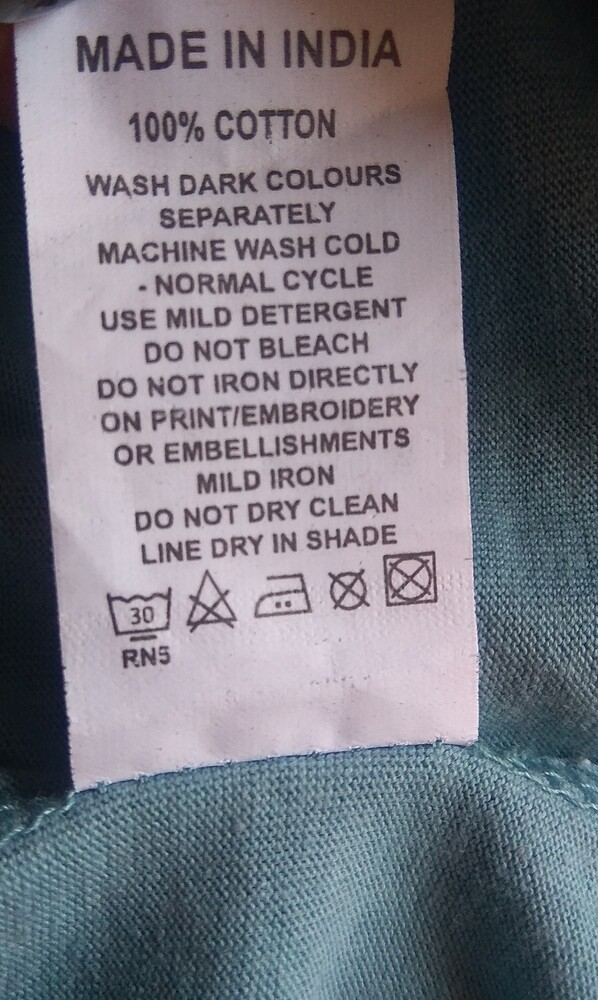 MADE IN INDIA
100% COTTON
WASH DARK COLOURS
SEPARATELY
MACHINE WASH COLD
- NORMAL CYCLE
USE MILD DETERGENT
DO NOT BLEACH
DO NOT IRON DIRECTLY
ON PRINT/EMBROIDERY
OR EMBELLISHMENTS
MILD IRON
DO NOT DRY CLEAN
LINE DRY IN SHADE
30
RN5